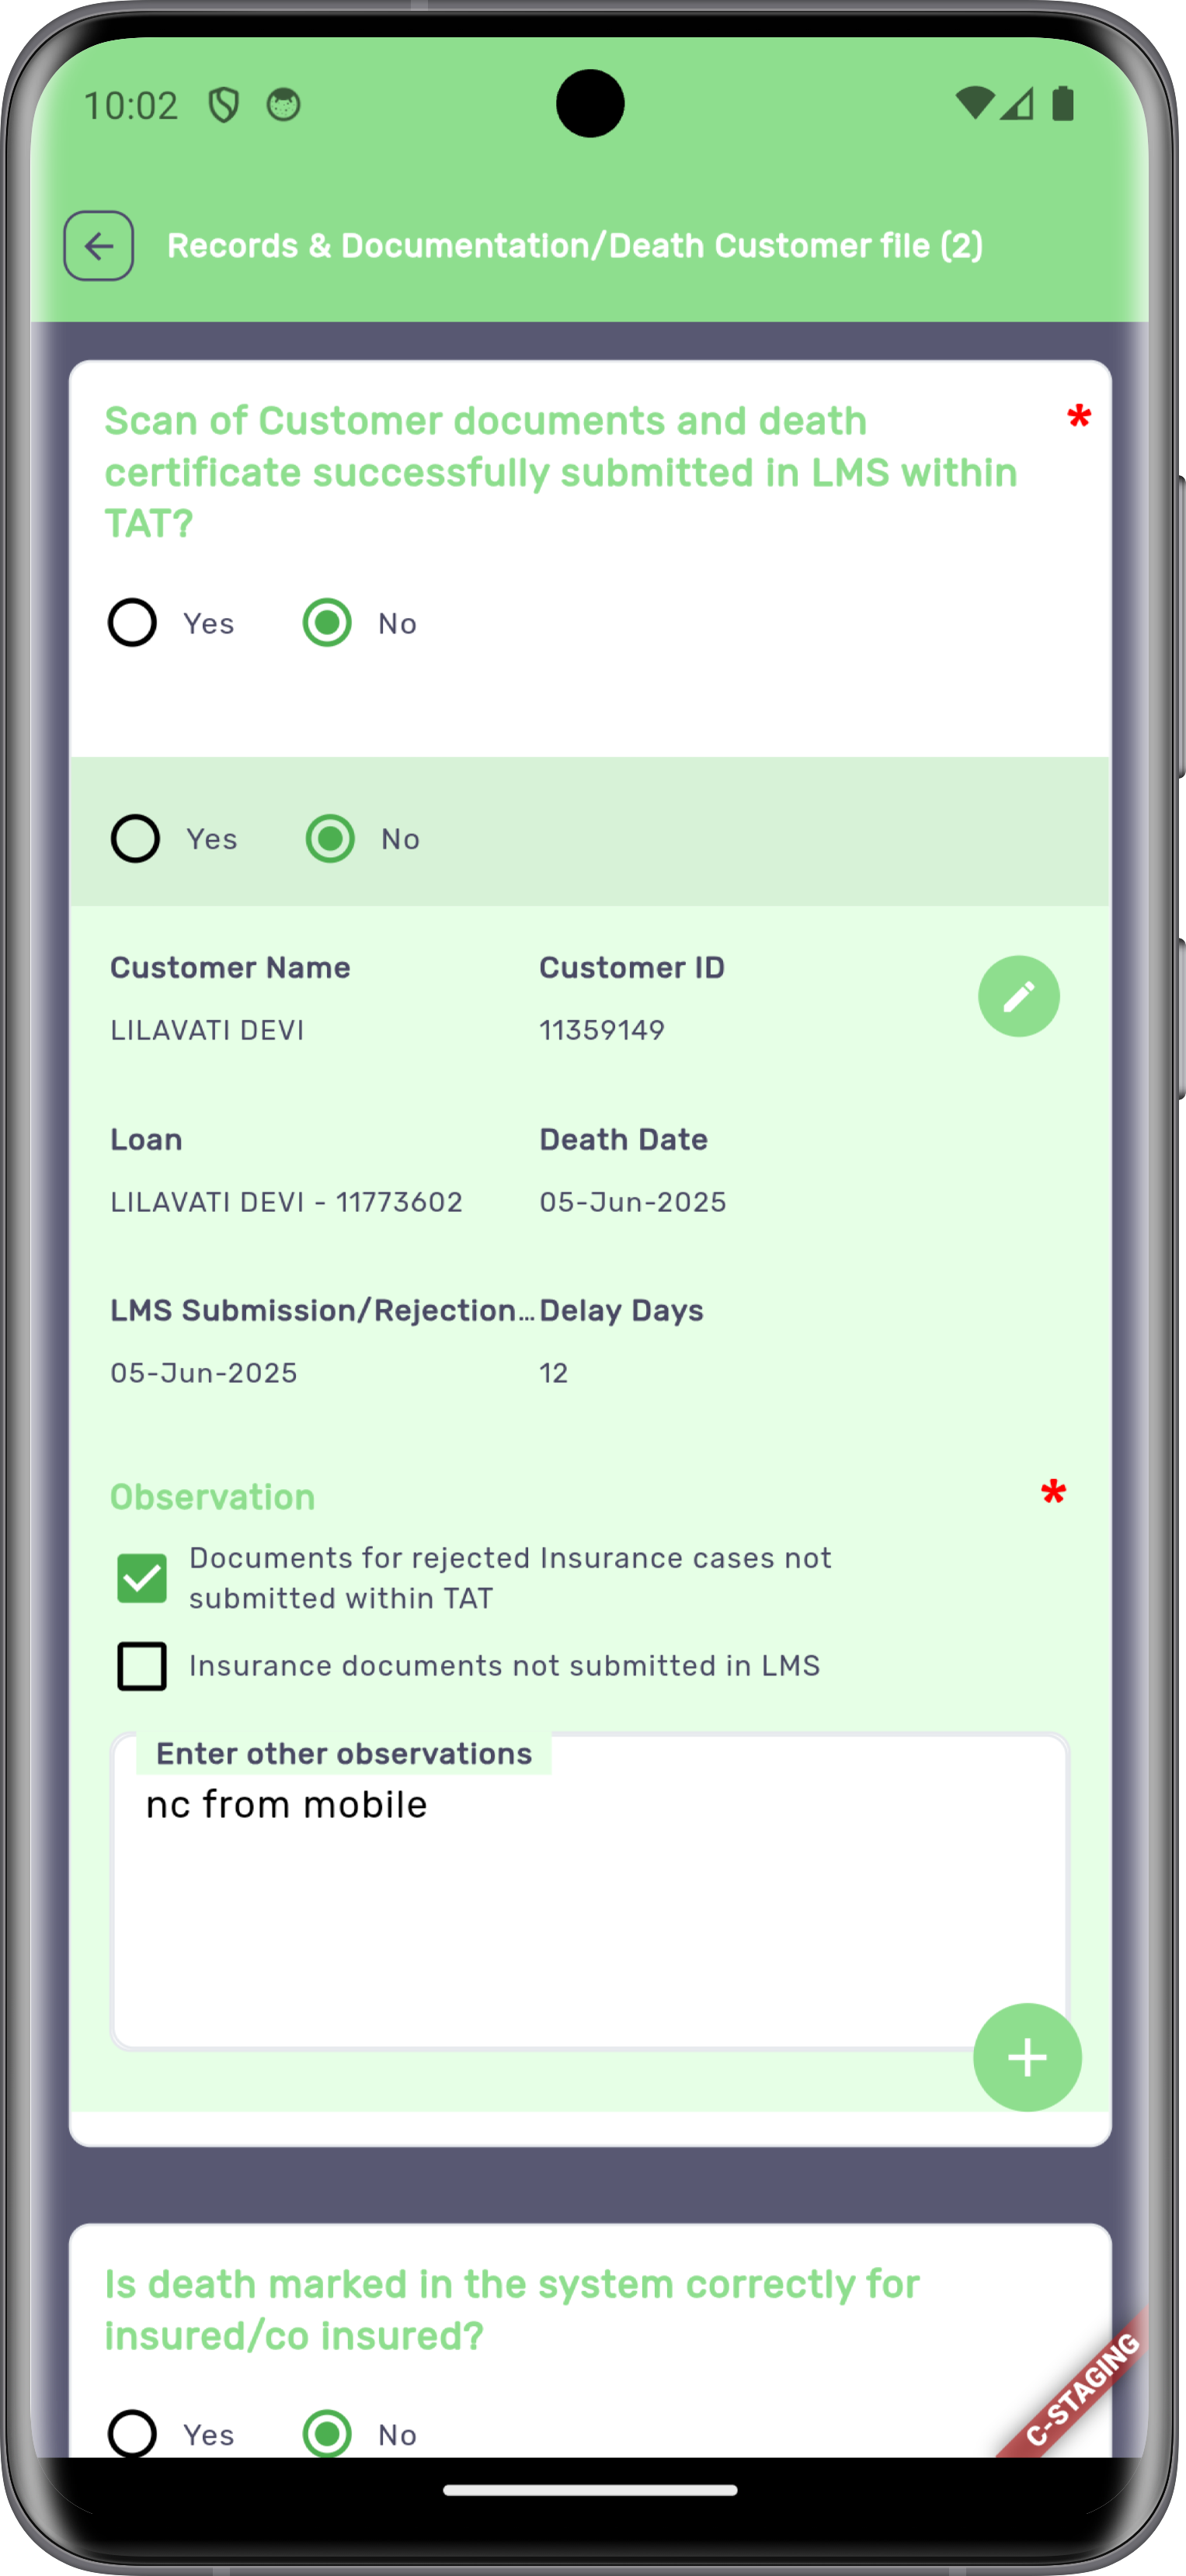 10:02
Records & Documentation/Death Customer file (2)
Scan of Customer documents and death
certificate successfully submitted in LMS within
TAT?
*
Yes No
Yes No
Customer Name Customer ID
LILAVATI DEVI 11359149
Loan Death Date
LILAVATI DEVI - 11773602 05-Jun-2025
LMS Submission/Rejection... Delay Days
05-Jun-2025 12
Observation *
Documents for rejected Insurance cases not
submitted within TAT
Insurance documents not submitted in LMS
Enter other observations
nc from mobile
Is death marked in the system correctly for
insured/co insured?
Yes No
C-STAGING